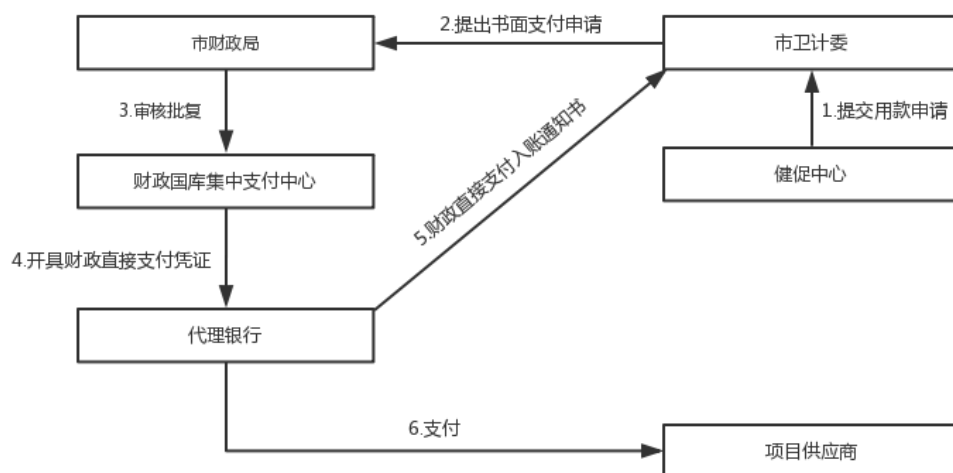 2.提出书面支付申请
市财政局
市卫计委
3.审核批复
1.提交用款申请
财政国库集中支付中心
健促中心
5.财政直接支付入账通知书
4.开具财政直接支付凭证
代理银行
6.支付
项目供应商